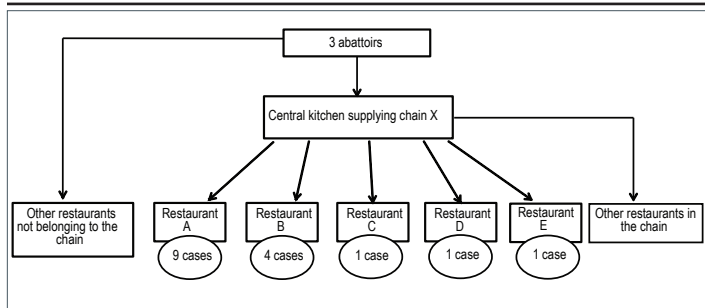 3 abattoirs
Central kitchen supplying chain X
Other restaurants
not belonging to the
chain
Restaurant
A
9 cases
Restaurant
B
4 cases
Restaurant
C
1 case
Restaurant
D
1 case
Restaurant
E
1 case
Other restaurants in
the chain